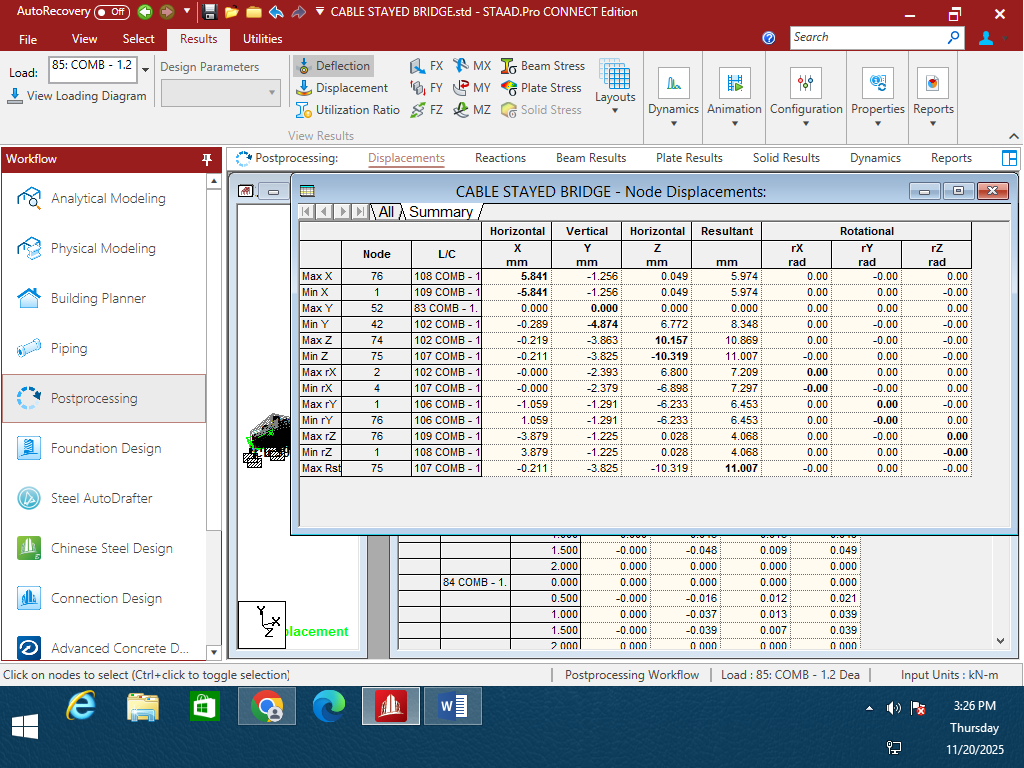 AutoRecovery Off CABLE STAYED BRIDGE.std - STAAD.Pro CONNECT Edition
File View Select Results Utilities Search
Load: 85: COMB - 1.2 Design Parameters Deflection FX MX Beam Stress
Displacement FY MY Plate Stress Layouts Dynamics Animation Configuration Properties Reports
View Loading Diagram Utilization Ratio FZ MZ Solid Stress
View Results
Workflow
Postprocessing: Displacements Reactions Beam Results Plate Results Solid Results Dynamics Reports
Analytical Modeling
Physical Modeling
Building Planner
Piping
Postprocessing
Foundation Design
Steel AutoDrafter
Chinese Steel Design
Connection Design
Advanced Concrete D...
CABLE STAYED BRIDGE - Node Displacements:
All Summary
Horizontal Vertical Horizontal Resultant Rotational
Node L/C X mm Y mm Z mm mm rX rad rY rad rZ rad
Max X 76 108 COMB - 1 5.841 -1.256 0.049 5.974 0.00 -0.00 0.00
Min X 1 109 COMB - 1 -5.841 -1.256 0.049 5.974 0.00 0.00 -0.00
Max Y 52 83 COMB - 1. 0.000 0.000 0.000 0.000 0.00 0.00 0.00
Min Y 42 102 COMB - 1 -0.289 -4.874 6.772 8.348 0.00 -0.00 -0.00
Max Z 74 102 COMB - 1 -0.219 -3.863 10.157 10.869 0.00 -0.00 -0.00
Min Z 75 107 COMB - 1 -0.211 -3.825 -10.319 11.007 -0.00 0.00 -0.00
Max rX 2 102 COMB - 1 -0.000 -2.393 6.800 7.209 0.00 0.00 -0.00
Min rX 4 107 COMB - 1 -0.000 -2.379 -6.898 7.297 -0.00 -0.00 -0.00
Max rY 1 106 COMB - 1 -1.059 -1.291 -6.233 6.453 -0.00 0.00 -0.00
Min rY 76 106 COMB - 1 1.059 -1.291 -6.233 6.453 -0.00 -0.00 0.00
Max rZ 76 109 COMB - 1 -3.879 -1.225 0.028 4.068 -0.00 0.00 0.00
Min rZ 1 108 COMB - 1 3.879 -1.225 0.028 4.068 -0.00 0.00 -0.00
Max Rst 75 107 COMB - 1 -0.211 -3.825 -10.319 11.007 -0.00 0.00 -0.00
1.500 -0.000 -0.048 0.009 0.049
2.000 0.000 0.000 0.000 0.000
84 COMB - 1. 0.000 0.000 0.000 0.000 0.000
0.500 -0.000 -0.016 0.012 0.021
1.000 0.000 -0.037 0.013 0.039
1.500 -0.000 -0.039 0.007 0.039
2.000 0.000 0.000 0.000 0.000
Y
X
Z
placement
Click on nodes to select (Ctrl+click to toggle selection) Postprocessing Workflow Load : 85: COMB - 1.2 Dea Input Units : kN-m
3:26 PM
Thursday
11/20/2025